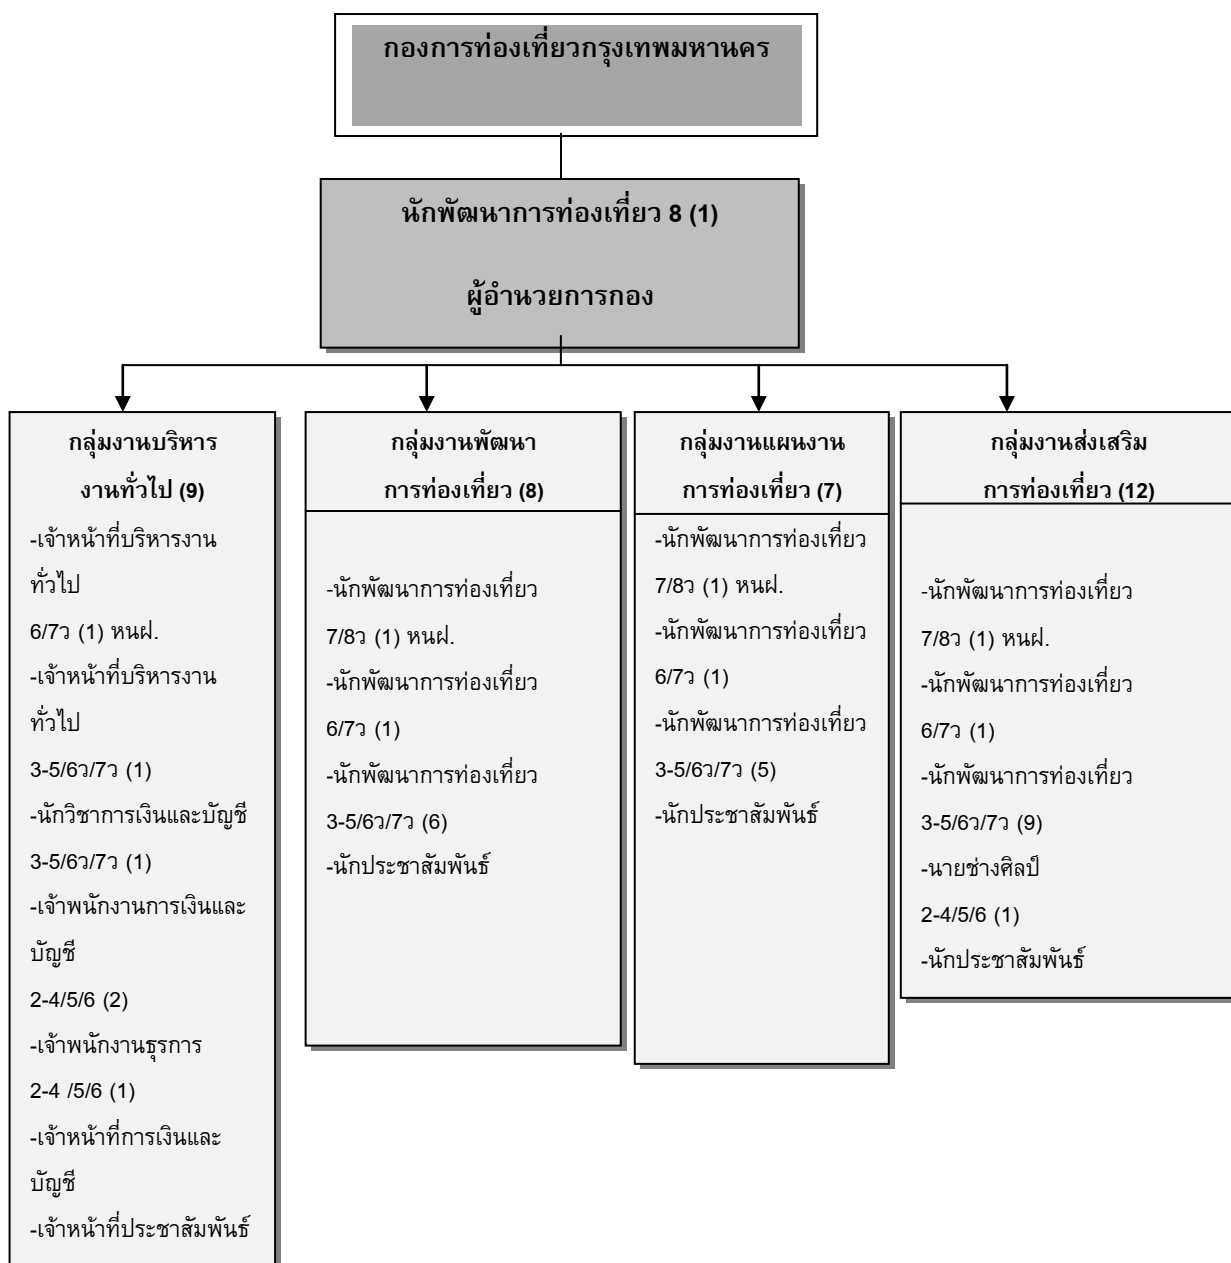 กองการท่องเที่ยวกรุงเทพมหานคร
นักพัฒนาการท่องเที่ยว 8 (1)
ผู้อำนวยการกอง
กลุ่มงานบริหาร
งานทั่วไป (9)
-เจ้าหน้าที่บริหารงาน
ทั่วไป
6/7ว (1) หนฝ.
-เจ้าหน้าที่บริหารงาน
ทั่วไป
3-5/6ว/7ว (1)
-นักวิชาการเงินและบัญชี
3-5/6ว/7ว (1)
-เจ้าพนักงานการเงินและ
บัญชี
2-4/5/6 (2)
-เจ้าพนักงานธุรการ
2-4 /5/6 (1)
-เจ้าหน้าที่การเงินและ
บัญชี
-เจ้าหน้าที่ประชาสัมพันธ์
กลุ่มงานพัฒนา
การท่องเที่ยว (8)
-นักพัฒนาการท่องเที่ยว
7/8ว (1) หนฝ.
-นักพัฒนาการท่องเที่ยว
6/7ว (1)
-นักพัฒนาการท่องเที่ยว
3-5/6ว/7ว (6)
-นักประชาสัมพันธ์
กลุ่มงานแผนงาน
การท่องเที่ยว (7)
-นักพัฒนาการท่องเที่ยว
7/8ว (1) หนฝ.
-นักพัฒนาการท่องเที่ยว
6/7ว (1)
-นักพัฒนาการท่องเที่ยว
3-5/6ว/7ว (5)
-นักประชาสัมพันธ์
กลุ่มงานส่งเสริม
การท่องเที่ยว (12)
-นักพัฒนาการท่องเที่ยว
7/8ว (1) หนฝ.
-นักพัฒนาการท่องเที่ยว
6/7ว (1)
-นักพัฒนาการท่องเที่ยว
3-5/6ว/7ว (9)
-นายช่างศิลป์
2-4/5/6 (1)
-นักประชาสัมพันธ์